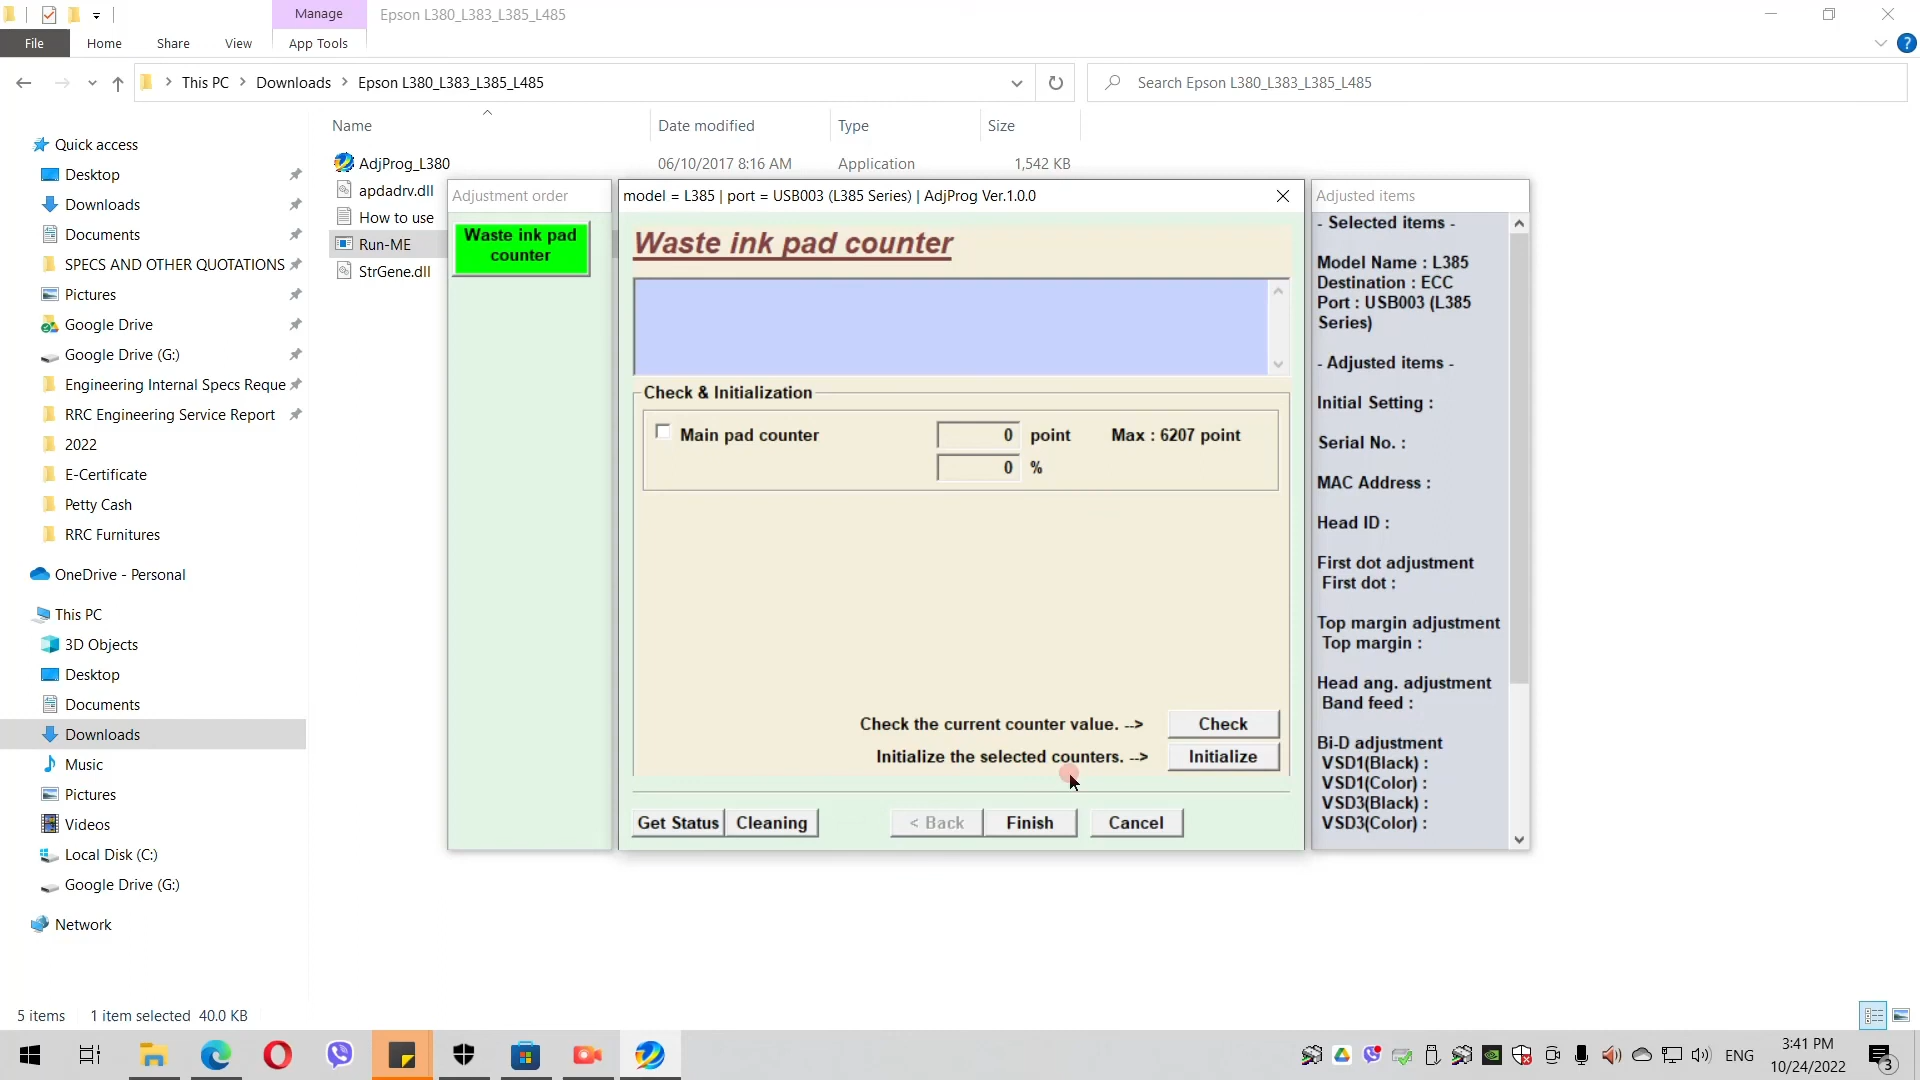 Manage
Epson L380_L383_L385_L485
File
Home
Share
View
App Tools
This PC
Downloads
Epson L380_L383_L385_L485
Search Epson L380_L383_L385_L485
Name
Date modified
Type
Size
Quick access
Desktop
Downloads
Documents
SPECS AND OTHER QUOTATIONS
Pictures
Google Drive
Google Drive (G:)
Engineering Internal Specs Reque
RRC Engineering Service Report
2022
E-Certificate
Petty Cash
RRC Furnitures
OneDrive - Personal
This PC
3D Objects
Desktop
Documents
Downloads
Music
Pictures
Videos
Local Disk (C:)
Google Drive (G:)
Network
AdjProg_L380
06/10/2017 8:16 AM
Application
1,542 KB
apdadrv.dll
How to use
Run-ME
StrGene.dll
Adjustment order
Waste ink pad
counter
model = L385 | port = USB003 (L385 Series) | AdjProg Ver.1.0.0
Waste ink pad counter
Check & Initialization
Main pad counter
0 point
Max : 6207 point
0 %
Check the current counter value. -->
Check
Initialize the selected counters. -->
Initialize
Get Status
Cleaning
< Back
Finish
Cancel
Adjusted items
- Selected items -
Model Name : L385
Destination : ECC
Port : USB003 (L385
Series)
- Adjusted items -
Initial Setting :
Serial No. :
MAC Address :
Head ID :
First dot adjustment
First dot :
Top margin adjustment
Top margin :
Head ang. adjustment
Band feed :
Bi-D adjustment
VSD1(Black) :
VSD1(Color) :
VSD3(Black) :
VSD3(Color) :
5 items
1 item selected 40.0 KB
ENG
3:41 PM
10/24/2022
3